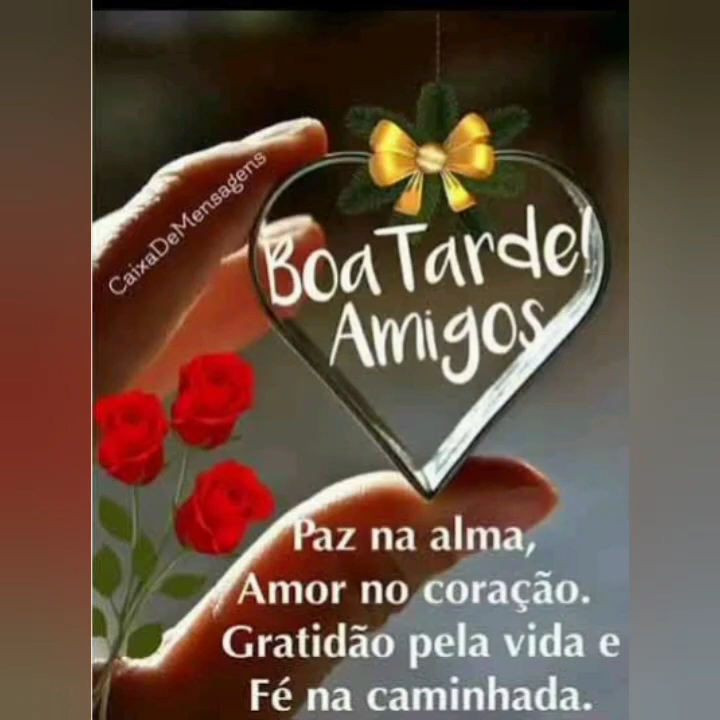 CaixaDeMensagens
Boa Tarde!
Amigos
Paz na alma,
Amor no coração.
Gratidão pela vida e
Fé na caminhada.